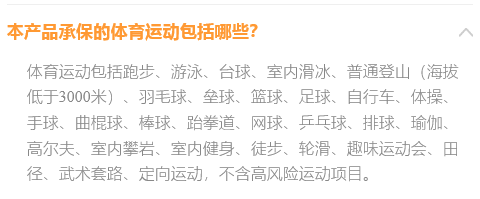 本产品承保的体育运动包括哪些?
体育运动包括跑步、游泳、台球、室内滑冰、普通登山（海拔
低于3000米）、羽毛球、垒球、篮球、足球、自行车、体操、
手球、曲棍球、棒球、跆拳道、网球、乒乓球、排球、瑜伽、
高尔夫、室内攀岩、室内健身、徒步、轮滑、趣味运动会、田
径、武术套路、定向运动，不含高风险运动项目。